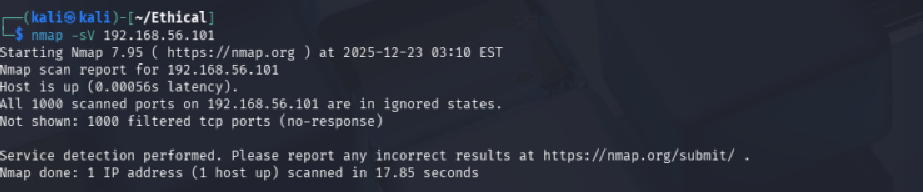 ┌──(kali㉿kali)-[~/Ethical]
└─$ nmap -sV 192.168.56.101
Starting Nmap 7.95 ( https://nmap.org ) at 2025-12-23 03:10 EST
Nmap scan report for 192.168.56.101
Host is up (0.00056s latency).
All 1000 scanned ports on 192.168.56.101 are in ignored states.
Not shown: 1000 filtered tcp ports (no-response)

Service detection performed. Please report any incorrect results at https://nmap.org/submit/ .
Nmap done: 1 IP address (1 host up) scanned in 17.85 seconds